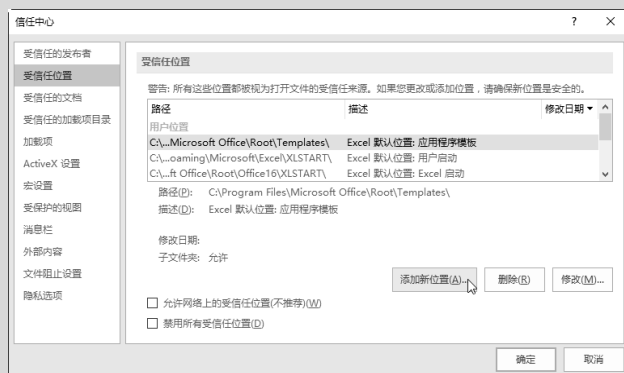 信任中心
? ×
受信任的发布者
受信任位置
受信任的文档
受信任的加载项目录
加载项
ActiveX 设置
宏设置
受保护的视图
消息栏
外部内容
文件阻止设置
隐私选项
受信任位置
警告: 所有这些位置都被视为打开文件的受信任来源。如果您更改或添加位置，请确保新位置是安全的。
路径 描述 修改日期
用户位置
C:\...Microsoft Office\Root\Templates\ Excel 默认位置: 应用程序模板
C:\...oaming\Microsoft\Excel\XLSTART\ Excel 默认位置: 用户启动
C:\...ft Office\Root\Office16\XLSTART\ Excel 默认位置: Excel 启动
路径(P): C:\Program Files\Microsoft Office\Root\Templates\
描述(D): Excel 默认位置: 应用程序模板
修改日期:
子文件夹: 允许
添加新位置(A)... 删除(R) 修改(M)...
允许网络上的受信任位置(不推荐)(W)
禁用所有受信任位置(D)
确定 取消